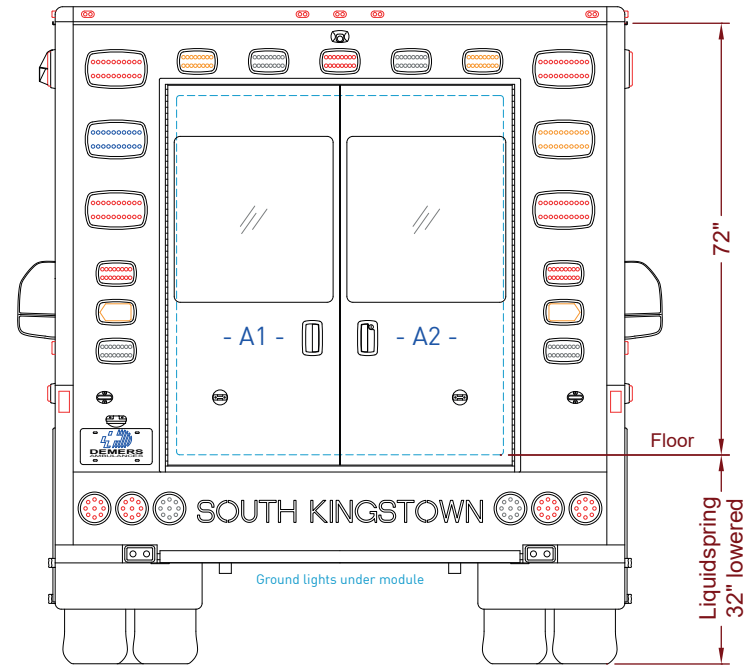 72"
- A1 -
- A2 -
Floor
DEMERS
AMBULANCES
SOUTH KINGSTOWN
Liquidspring
32" lowered
Ground lights under module